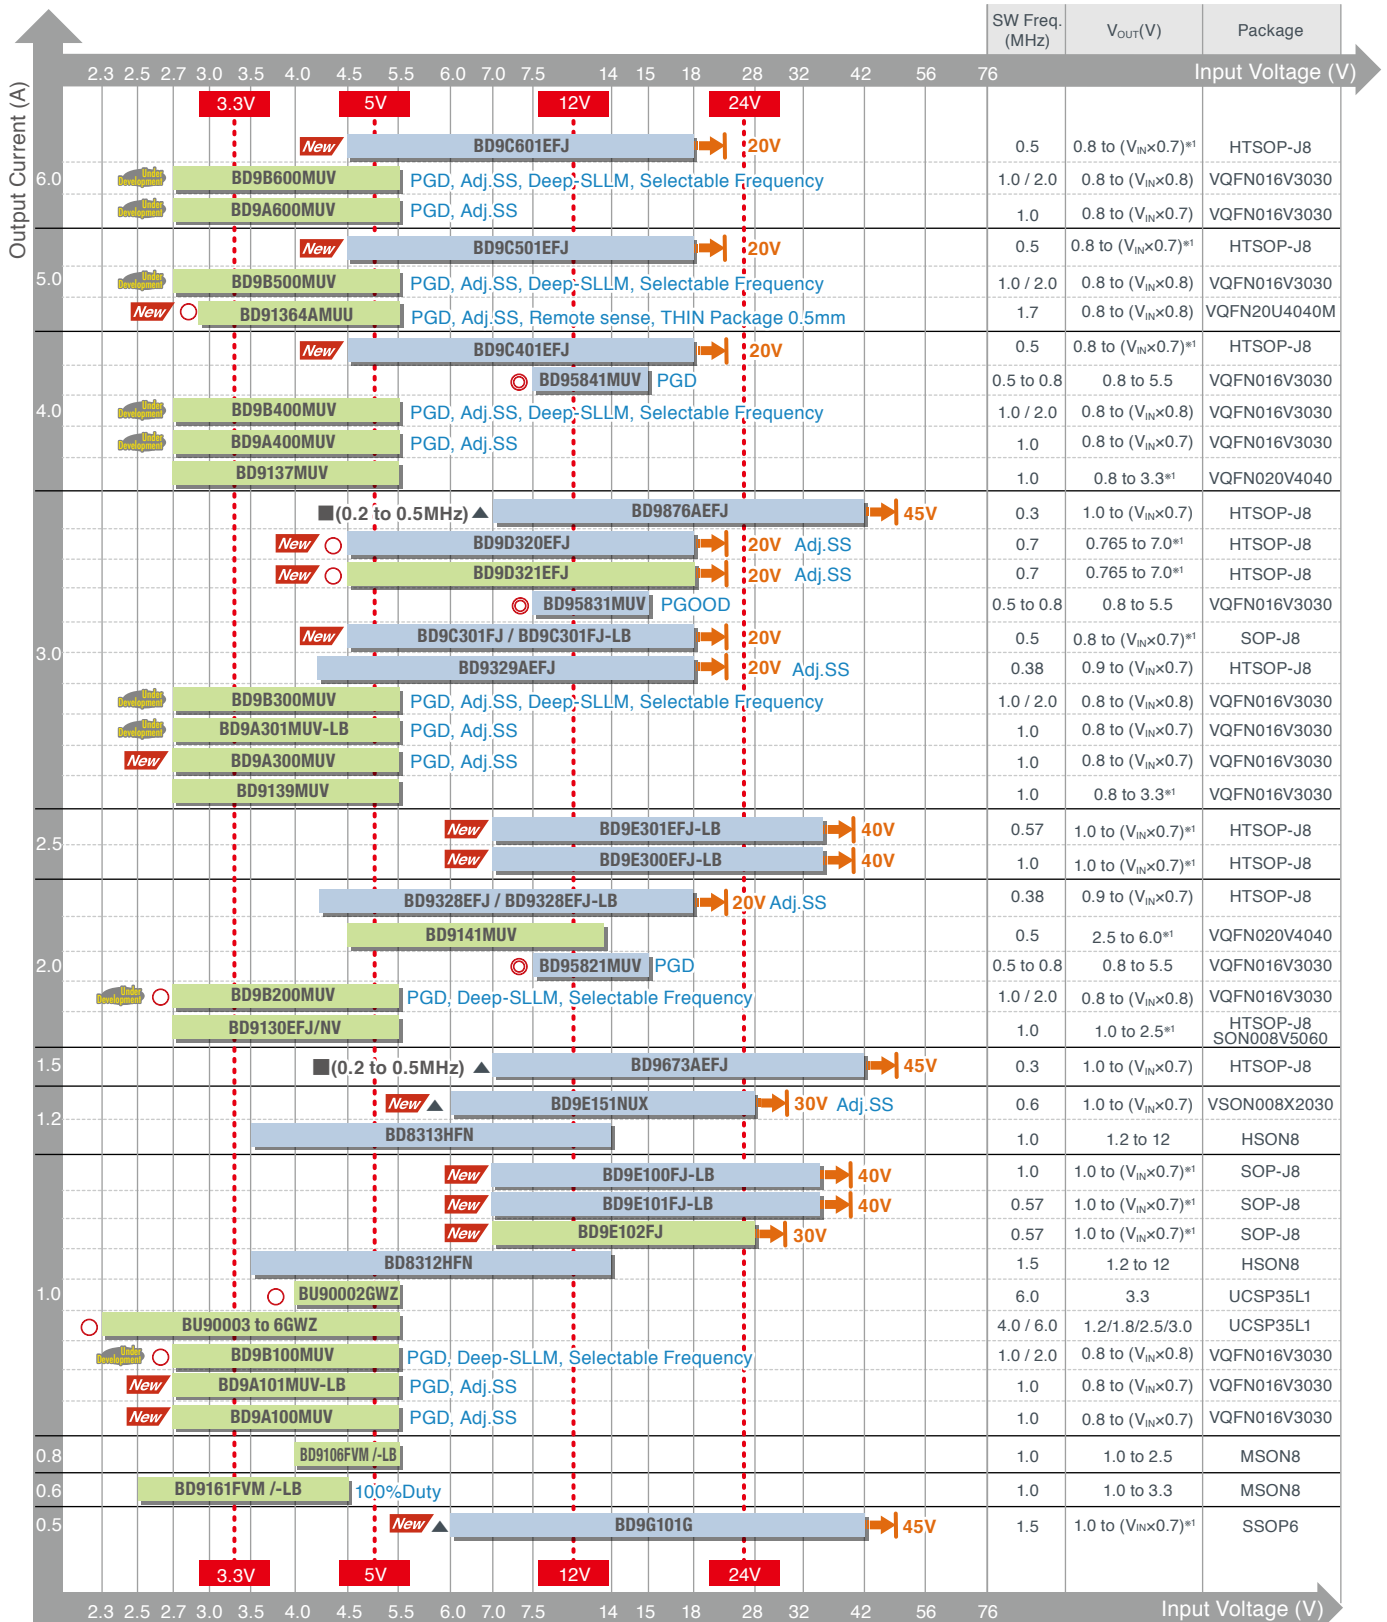 SW Freq. (MHz) VOUT(V) Package
2.3 2.5 2.7 3.0 3.5 4.0 4.5 5.5 6.0 7.0 7.5 14 15 18 28 32 42 56 76 Input Voltage (V)
Output Current (A)
3.3V 5V 12V 24V
New BD9C601EFJ 20V 0.5 0.8 to (VIN×0.7)※1 HTSOP-J8
6.0 Under Development BD9B600MUV PGD, Adj.SS, Deep-SLLM, Selectable Frequency 1.0 / 2.0 0.8 to (VIN×0.8) VQFN016V3030
Under Development BD9A600MUV PGD, Adj.SS 1.0 0.8 to (VIN×0.7) VQFN016V3030
New BD9C501EFJ 20V 0.5 0.8 to (VIN×0.7)※1 HTSOP-J8
5.0 Under Development BD9B500MUV PGD, Adj.SS, Deep-SLLM, Selectable Frequency 1.0 / 2.0 0.8 to (VIN×0.8) VQFN016V3030
New BD91364AMUU PGD, Adj.SS, Remote sense, THIN Package 0.5mm 1.7 0.8 to (VIN×0.8) VQFN20U4040M
New BD9C401EFJ 20V 0.5 0.8 to (VIN×0.7)※1 HTSOP-J8
BD95841MUV PGD 0.5 to 0.8 0.8 to 5.5 VQFN016V3030
4.0 Under Development BD9B400MUV PGD, Adj.SS, Deep-SLLM, Selectable Frequency 1.0 / 2.0 0.8 to (VIN×0.8) VQFN016V3030
Under Development BD9A400MUV PGD, Adj.SS 1.0 0.8 to (VIN×0.7) VQFN016V3030
BD9137MUV 1.0 0.8 to 3.3※1 VQFN020V4040
■(0.2 to 0.5MHz) ▲ BD9876AEFJ 45V 0.3 1.0 to (VIN×0.7) HTSOP-J8
New BD9D320EFJ 20V Adj.SS 0.7 0.765 to 7.0※1 HTSOP-J8
New BD9D321EFJ 20V Adj.SS 0.7 0.765 to 7.0※1 HTSOP-J8
BD95831MUV PGOOD 0.5 to 0.8 0.8 to 5.5 VQFN016V3030
New BD9C301FJ / BD9C301FJ-LB 20V 0.5 0.8 to (VIN×0.7)※1 SOP-J8
3.0 BD9329AEFJ 20V Adj.SS 0.38 0.9 to (VIN×0.7) HTSOP-J8
Under Development BD9B300MUV PGD, Adj.SS, Deep-SLLM, Selectable Frequency 1.0 / 2.0 0.8 to (VIN×0.8) VQFN016V3030
Under Development BD9A301MUV-LB PGD, Adj.SS 1.0 0.8 to (VIN×0.7) VQFN016V3030
New BD9A300MUV PGD, Adj.SS 1.0 0.8 to (VIN×0.7) VQFN016V3030
BD9139MUV 1.0 0.8 to 3.3※1 VQFN016V3030
New BD9E301EFJ-LB 40V 0.57 1.0 to (VIN×0.7)※1 HTSOP-J8
2.5 New BD9E300EFJ-LB 40V 1.0 1.0 to (VIN×0.7)※1 HTSOP-J8
BD9328EFJ / BD9328EFJ-LB 20V Adj.SS 0.38 0.9 to (VIN×0.7) HTSOP-J8
BD9141MUV 0.5 2.5 to 6.0※1 VQFN020V4040
2.0 BD95821MUV PGD 0.5 to 0.8 0.8 to 5.5 VQFN016V3030
Under Development BD9B200MUV PGD, Deep-SLLM, Selectable Frequency 1.0 / 2.0 0.8 to (VIN×0.8) VQFN016V3030
BD9130EFJ/NV 1.0 1.0 to 2.5※1 HTSOP-J8 SON008V5060
1.5 ■(0.2 to 0.5MHz) ▲ BD9673AEFJ 45V 0.3 1.0 to (VIN×0.7) HTSOP-J8
New ▲ BD9E151NUX 30V Adj.SS 0.6 1.0 to (VIN×0.7) VSON008X2030
1.2 BD8313HFN 1.0 1.2 to 12 HSON8
New BD9E100FJ-LB 40V 1.0 1.0 to (VIN×0.7)※1 SOP-J8
New BD9E101FJ-LB 40V 0.57 1.0 to (VIN×0.7)※1 SOP-J8
New BD9E102FJ 30V 0.57 1.0 to (VIN×0.7)※1 SOP-J8
BD8312HFN 1.5 1.2 to 12 HSON8
1.0 BU90002GWZ 6.0 3.3 UCSP35L1
BU90003 to 6GWZ 4.0 / 6.0 1.2/1.8/2.5/3.0 UCSP35L1
Under Development BD9B100MUV PGD, Deep-SLLM, Selectable Frequency 1.0 / 2.0 0.8 to (VIN×0.8) VQFN016V3030
New BD9A101MUV-LB PGD, Adj.SS 1.0 0.8 to (VIN×0.7) VQFN016V3030
New BD9A100MUV PGD, Adj.SS 1.0 0.8 to (VIN×0.7) VQFN016V3030
0.8 BD9106FVM /-LB 1.0 1.0 to 2.5 MSON8
0.6 BD9161FVM /-LB 100%Duty 1.0 1.0 to 3.3 MSON8
0.5 New ▲ BD9G101G 45V 1.5 1.0 to (VIN×0.7)※1 SSOP6
3.3V 5V 12V 24V
2.3 2.5 2.7 3.0 3.5 4.0 4.5 5.5 6.0 7.0 7.5 14 15 18 28 32 42 56 76 Input Voltage (V)